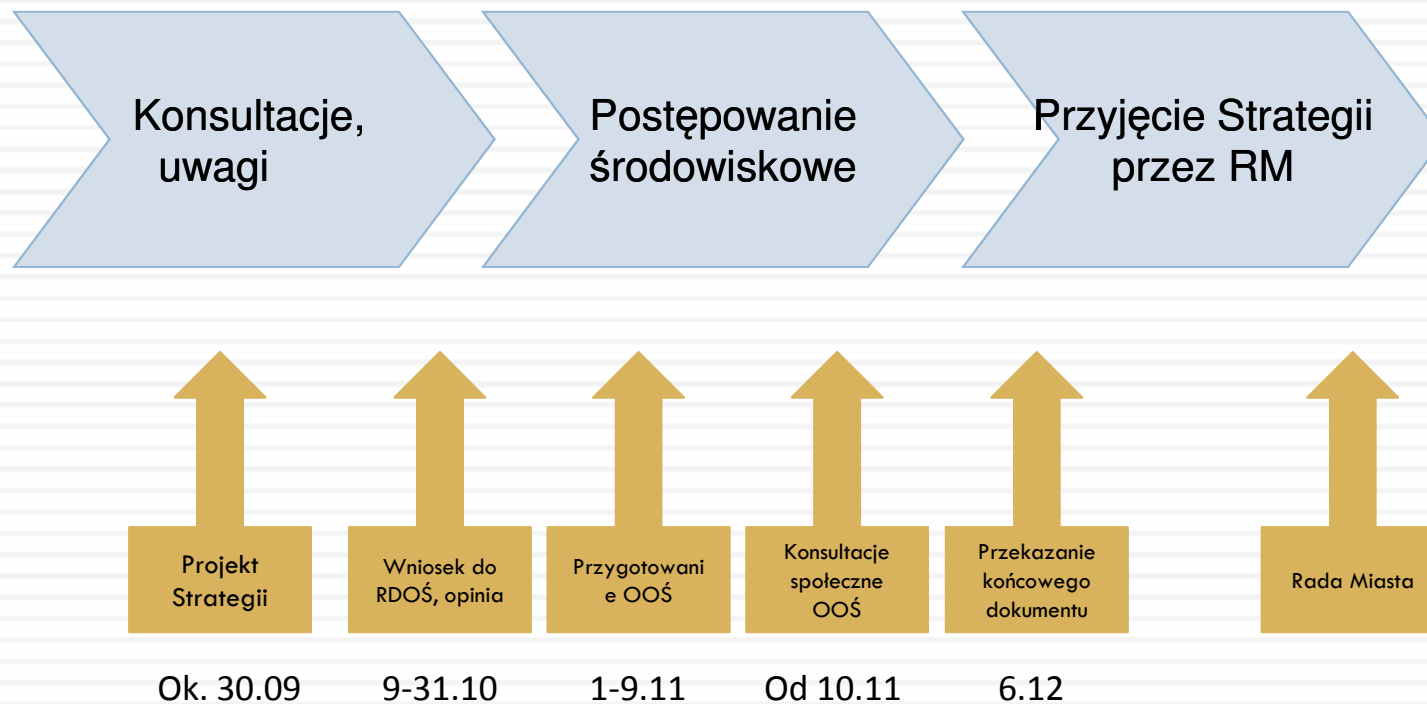 Konsultacje,
uwagi
Postępowanie
środowiskowe
Przyjęcie Strategii
przez RM
Projekt
Strategii
Wniosek do
RDOŚ, opinia
Przygotowani
e OOŚ
Konsultacje
społeczne
OOŚ
Przekazanie
końcowego
dokumentu
Rada Miasta
Ok. 30.09
9-31.10
1-9.11
Od 10.11
6.12